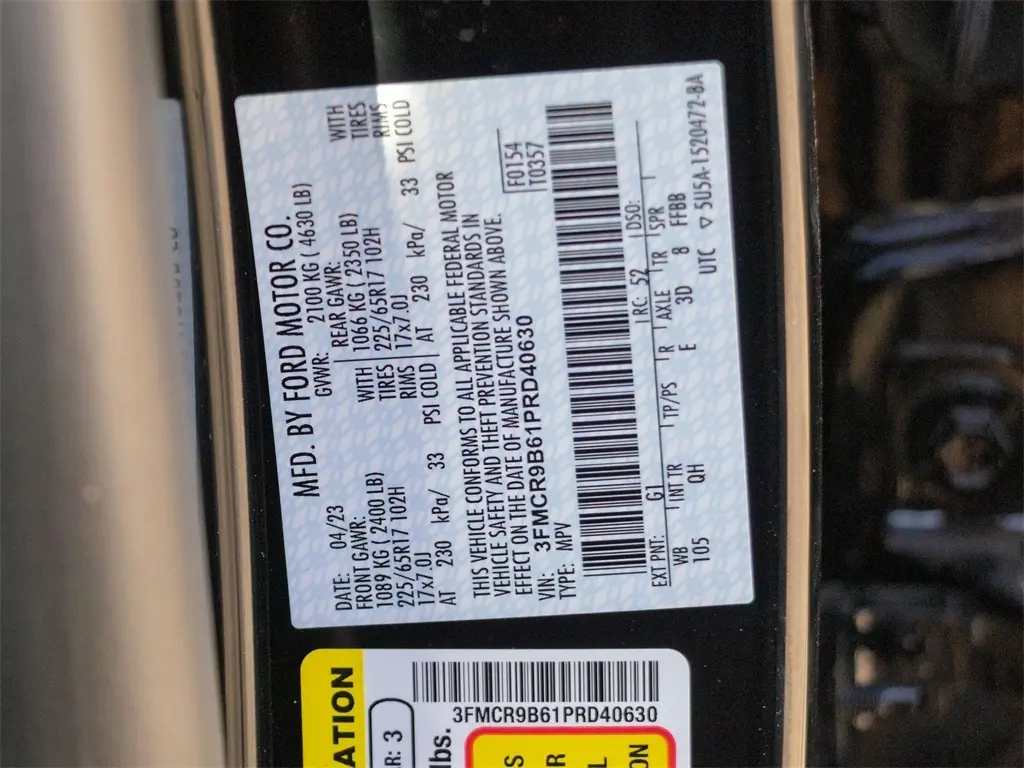 MFD. BY FORD MOTOR CO.
DATE: 04/23 GVWR: 2100 KG ( 4630 LB)
FRONT GAWR: REAR GAWR:
1089 KG ( 2400 LB) WITH 1066 KG ( 2350 LB) WITH
225/65R17 102H TIRES 225/65R17 102H TIRES
17x7.0J RIMS 17x7.0J RIMS
AT 230 kPa/ 33 PSI COLD AT 230 kPa/ 33 PSI COLD
THIS VEHICLE CONFORMS TO ALL APPLICABLE FEDERAL MOTOR
VEHICLE SAFETY AND THEFT PREVENTION STANDARDS IN
EFFECT ON THE DATE OF MANUFACTURE SHOWN ABOVE.
VIN: 3FMCR9B61PRD40630
TYPE: MPV
F0154
T0357
EXT PNT: G1 RC: 52 DSO:
WB INT TR TP/PS R AXLE TR SPR
105 QH E 3D 8 FFBB
UTC ▽ 5U5A-1520472-BA
ATION
R: 3
lbs.
3FMCR9B61PRD40630
S
R
L
ON